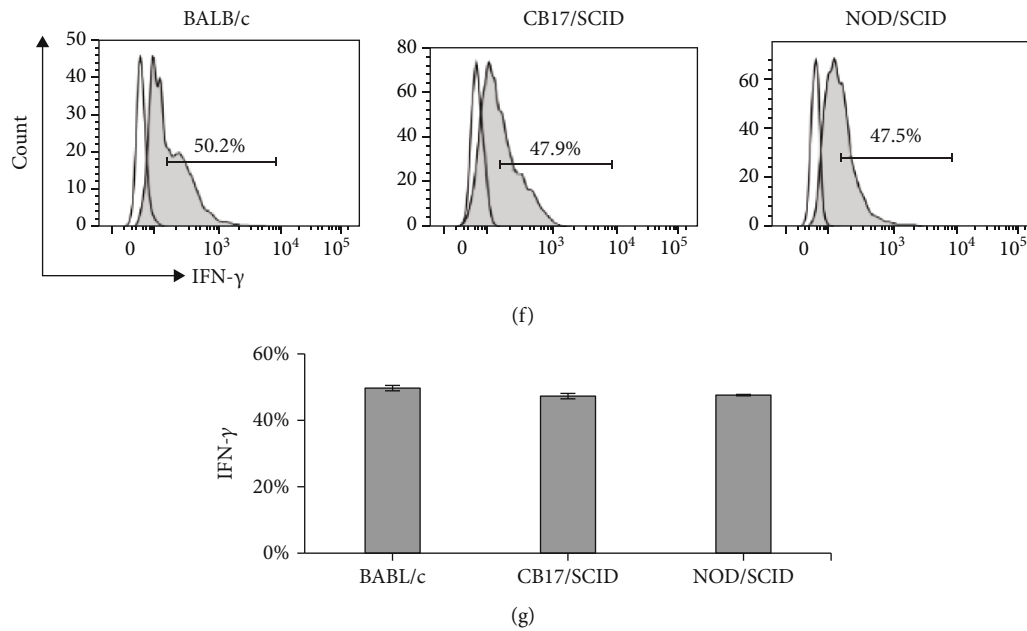 BALB/c CB17/SCID NOD/SCID
50 80
40 60 60
30 40 40
20 50.2% 47.9% 47.5%
10 20 20
0 0 0
0 10³ 10⁴ 10⁵ 0 10³ 10⁴ 10⁵ 0 10³ 10⁴ 10⁵
Count
IFN-γ
(f)
60%
40%
20%
0%
IFN-γ
BABL/c CB17/SCID NOD/SCID
(g)